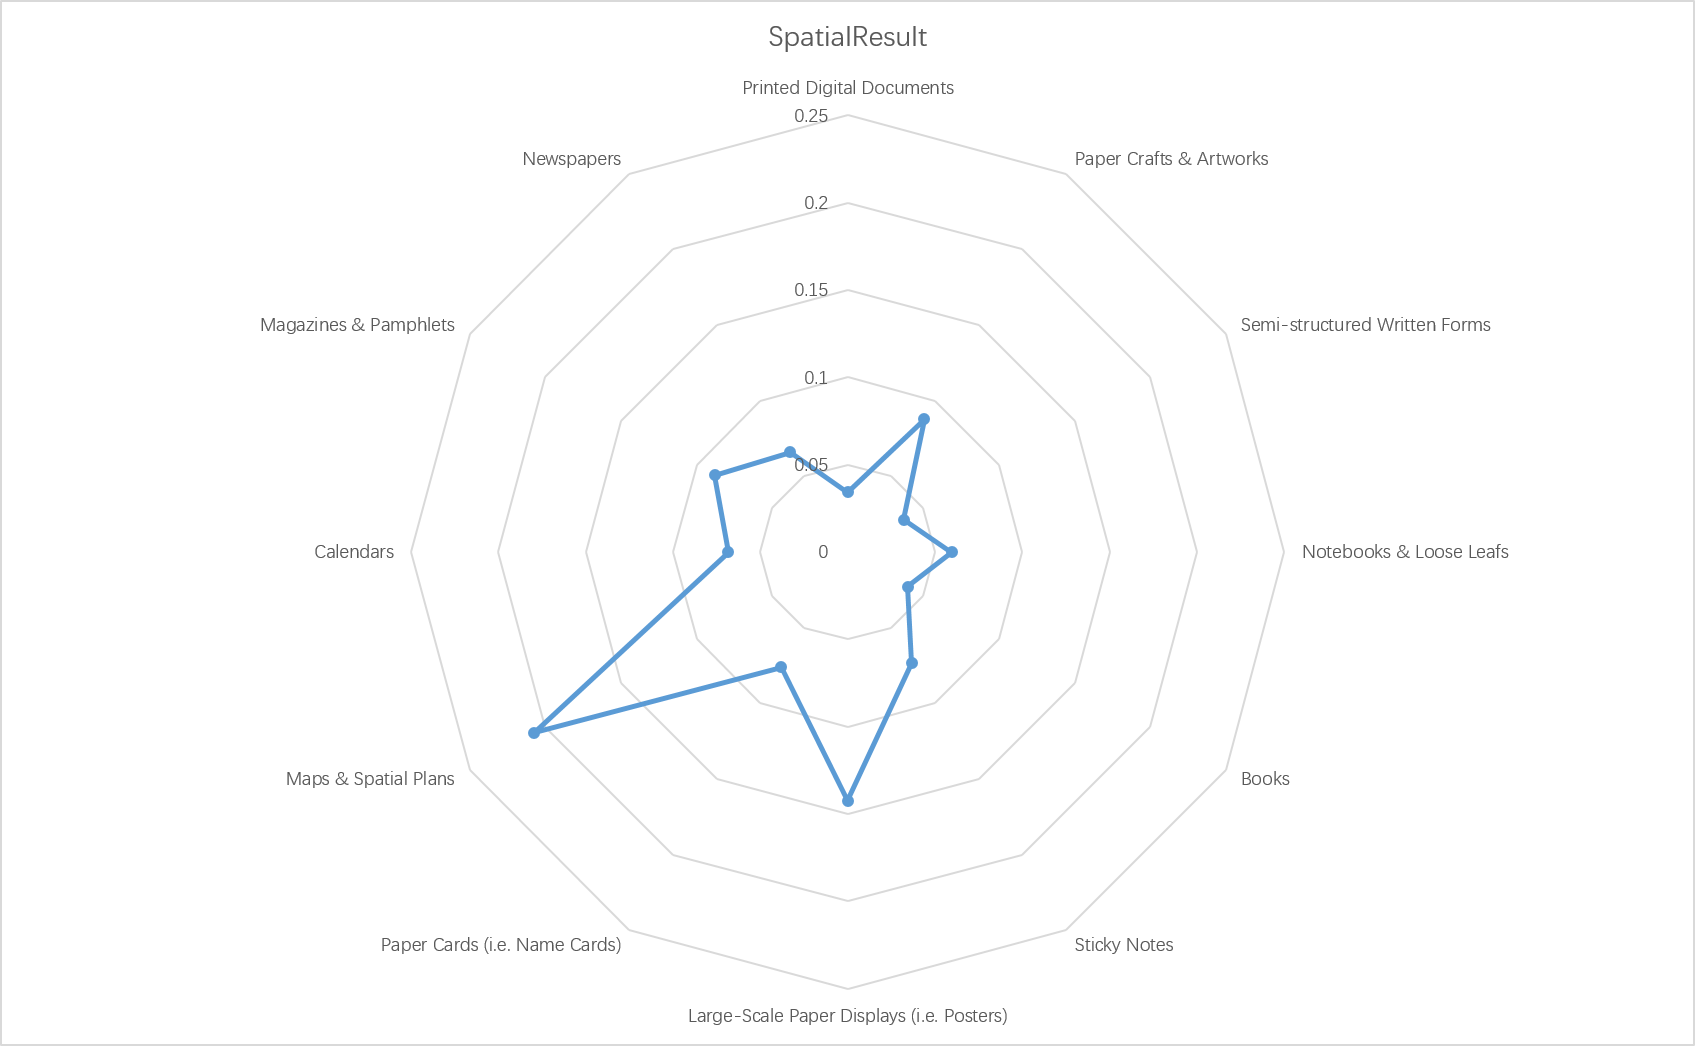 SpatialResult
Printed Digital Documents
0.25
Newspapers
Paper Crafts & Artworks
0.2
0.15
Magazines & Pamphlets
Semi-structured Written Forms
0.1
0.05
Calendars
0
Notebooks & Loose Leafs
Maps & Spatial Plans
Books
Paper Cards (i.e. Name Cards)
Sticky Notes
Large-Scale Paper Displays (i.e. Posters)